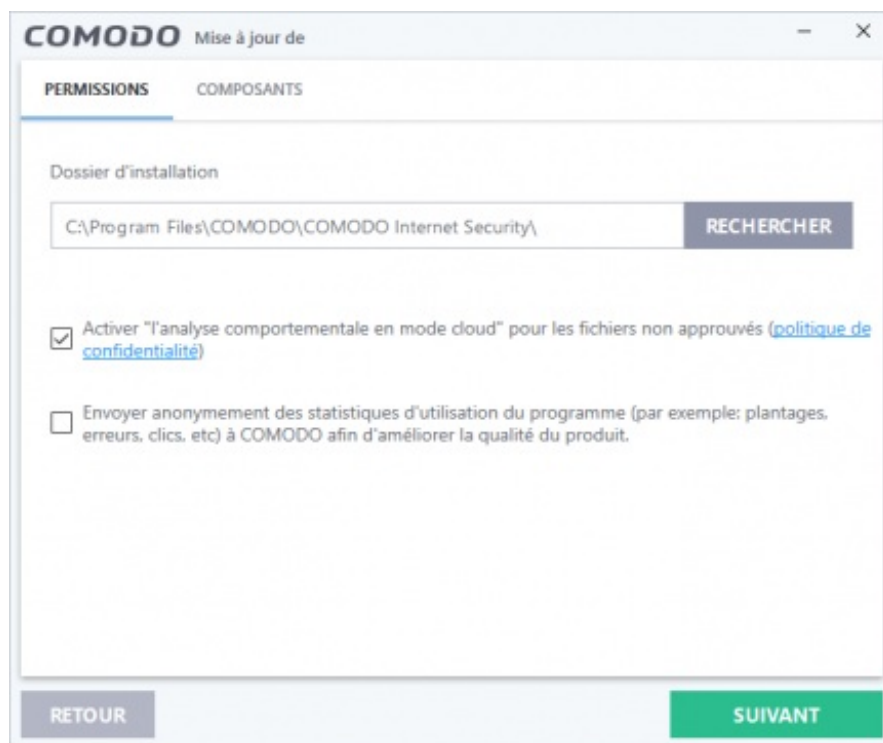 COMODO Mise à jour de
PERMISSIONS COMPOSANTS
Dossier d'installation
C:\Program Files\COMODO\COMODO Internet Security\ RECHERCHER
Activer "l'analyse comportementale en mode cloud" pour les fichiers non approuvés (politique de
confidentialité)
Envoyer anonymement des statistiques d'utilisation du programme (par exemple: plantages,
erreurs, clics, etc) à COMODO afin d'améliorer la qualité du produit.
RETOUR SUIVANT